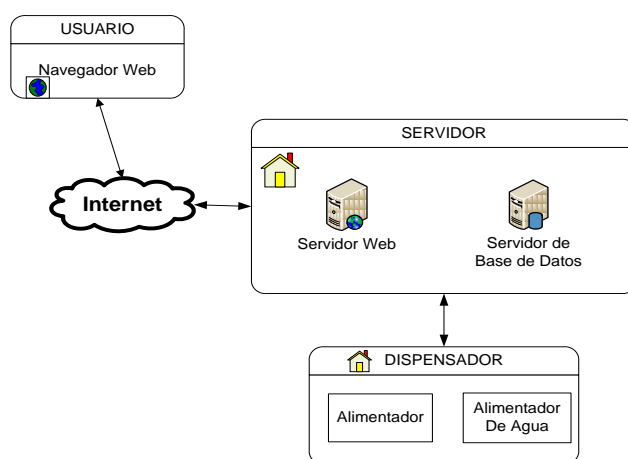 USUARIO
Navegador Web
SERVIDOR
Internet
Servidor Web
Servidor de
Base de Datos
DISPENSADOR
Alimentador
Alimentador
De Agua